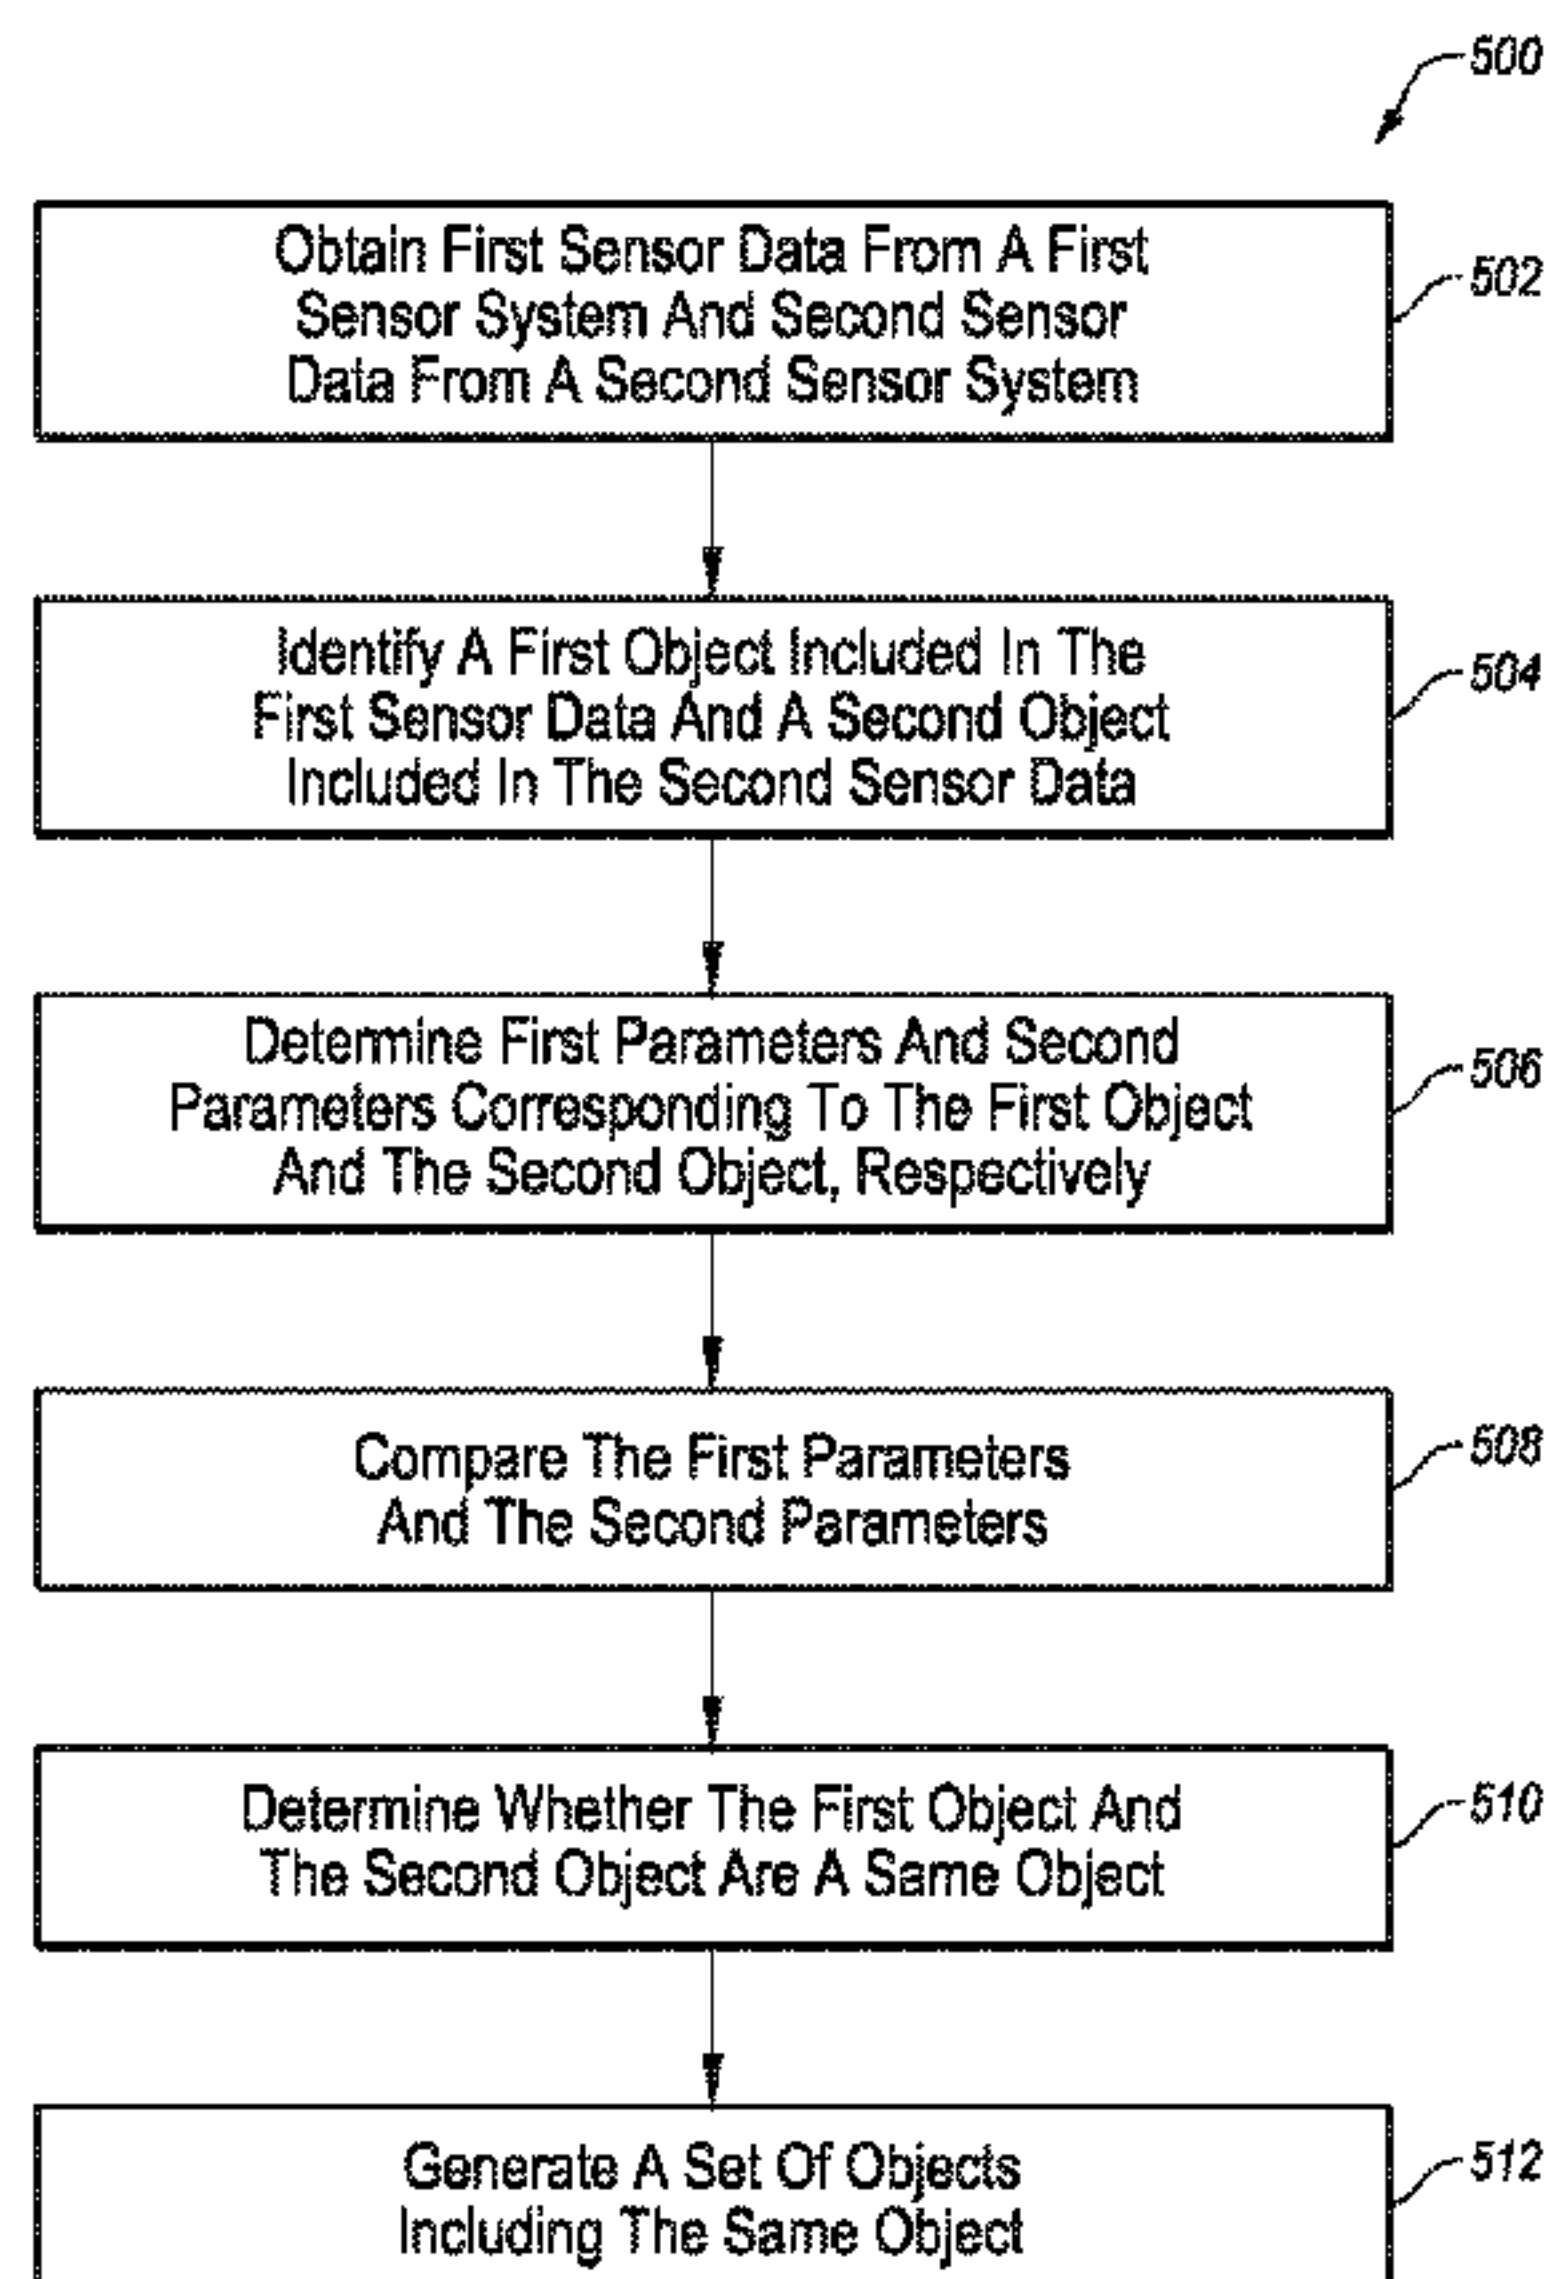 500
Obtain First Sensor Data From A First
Sensor System And Second Sensor
Data From A Second Sensor System
502
Identify A First Object Included In The
First Sensor Data And A Second Object
Included In The Second Sensor Data
504
Determine First Parameters And Second
Parameters Corresponding To The First Object
And The Second Object, Respectively
506
Compare The First Parameters
And The Second Parameters
508
Determine Whether The First Object And
The Second Object Are A Same Object
510
Generate A Set Of Objects
Including The Same Object
512